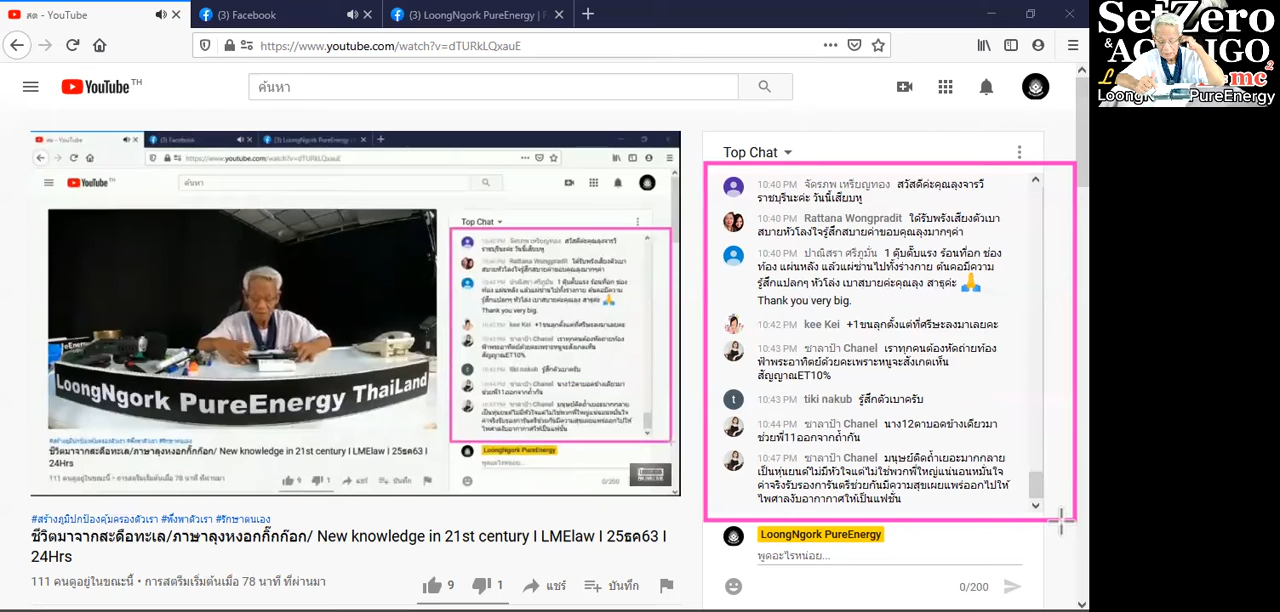 สด - YouTube
(3) Facebook
(3) LoongNgork PureEnergy | F
https://www.youtube.com/watch?v=dTURkLQxauE
SetZero
&
LoongN
PureEnergy
mc²
YouTube TH
ค้นหา
Top Chat
10:40 PM จัตรภพ เหรียญทอง สวัสดีค่ะคุณลุงจารวี
ราชบุรีนะค่ะ วันนี้เสี่ยบหู
10:40 PM Rattana Wongpradit ได้รับพรังเสี่ยงตัวเบา
สบายหัวโลงใจรู้สึกสบายค่าขอบคุณลุงมากๆค่า
10:40 PM ปาณิสรา ศรีภูมั่น 1 ตุ๊บตั๊บแรง ร้อนท็อก ช่อง
ท้อง แผ่นหลัง แล้วแผ่ซ่านไปทั้งร่างกาย ดันคอมีความ
รู้สึกแปลกๆ หัวโล่ง เบาสบายค่ะคุณลุง สาธุค่ะ 🙏
Thank you very big.
10:42 PM kee Kei +1ขนลุกตั้งแต่ที่ศรีษะลงมาเลยคะ
10:43 PM ซาลาเป้า Chanel เราทุกคนต้องหัดถ่ายท้อง
ฟ้าพระอาทิตย์ด้วยคะเพราะหนูจะสังเกตเห็น
สัญญาณET10%
10:43 PM tiki nakub รู้สึกตัวเบาครับ
10:44 PM ซาลาเป้า Chanel นาง12ตาบอดข้างเดียวมา
ช่วยพี่11ออกจากถ้ำกัน
10:47 PM ซาลาเป้า Chanel มนุษย์ติดถ้ำเยอะมากกลาย
เป็นหุ่นยนต์ไม่มีหัวใจแต่ไม่ใช่พวกพี่ใหญ่แน่นอนหมั่นใจ
ค่าจริงรับรองการันตรีช่วยกันมีความสุขเผยแพร่ออกไปให้
ไพศาลงับอากากาศให้เป็นแฟชั่น
LoongNgork PureEnergy
พูดอะไรหน่อย...
0/200
LoongNgork PureEnergy ThaiLand
#สร้างภูมิปกป้องคุ้มครองตัวเรา #พึ่งพาตัวเรา #รักษาตนเอง
ชีวิตมาจากสะดือทะเล/ภาษาลุงหงอกกิ๊กก๊อก/ New knowledge in 21st century I LMElaw I 25ธค63 I
24Hrs
111 คนดูอยู่ในขณะนี้ • การสตรีมเริ่มต้นเมื่อ 78 นาที ที่ผ่านมา
9
1
แชร์
บันทึก